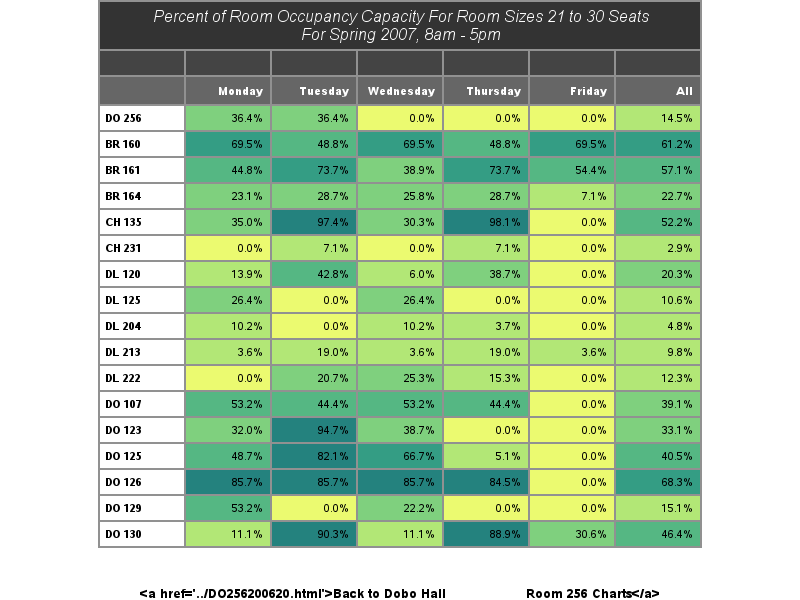 Percent of Room Occupancy Capacity For Room Sizes 21 to 30 Seats
For Spring 2007, 8am - 5pm
Monday Tuesday Wednesday Thursday Friday All
DO 256 36.4% 36.4% 0.0% 0.0% 0.0% 14.5%
BR 160 69.5% 48.8% 69.5% 48.8% 69.5% 61.2%
BR 161 44.8% 73.7% 38.9% 73.7% 54.4% 57.1%
BR 164 23.1% 28.7% 25.8% 28.7% 7.1% 22.7%
CH 135 35.0% 97.4% 30.3% 98.1% 0.0% 52.2%
CH 231 0.0% 7.1% 0.0% 7.1% 0.0% 2.9%
DL 120 13.9% 42.8% 6.0% 38.7% 0.0% 20.3%
DL 125 26.4% 0.0% 26.4% 0.0% 0.0% 10.6%
DL 204 10.2% 0.0% 10.2% 3.7% 0.0% 4.8%
DL 213 3.6% 19.0% 3.6% 19.0% 3.6% 9.8%
DL 222 0.0% 20.7% 25.3% 15.3% 0.0% 12.3%
DO 107 53.2% 44.4% 53.2% 44.4% 0.0% 39.1%
DO 123 32.0% 94.7% 38.7% 0.0% 0.0% 33.1%
DO 125 48.7% 82.1% 66.7% 5.1% 0.0% 40.5%
DO 126 85.7% 85.7% 85.7% 84.5% 0.0% 68.3%
DO 129 53.2% 0.0% 22.2% 0.0% 0.0% 15.1%
DO 130 11.1% 90.3% 11.1% 88.9% 30.6% 46.4%
<a href='../DO256200620.html'>Back to Dobo Hall Room 256 Charts</a>